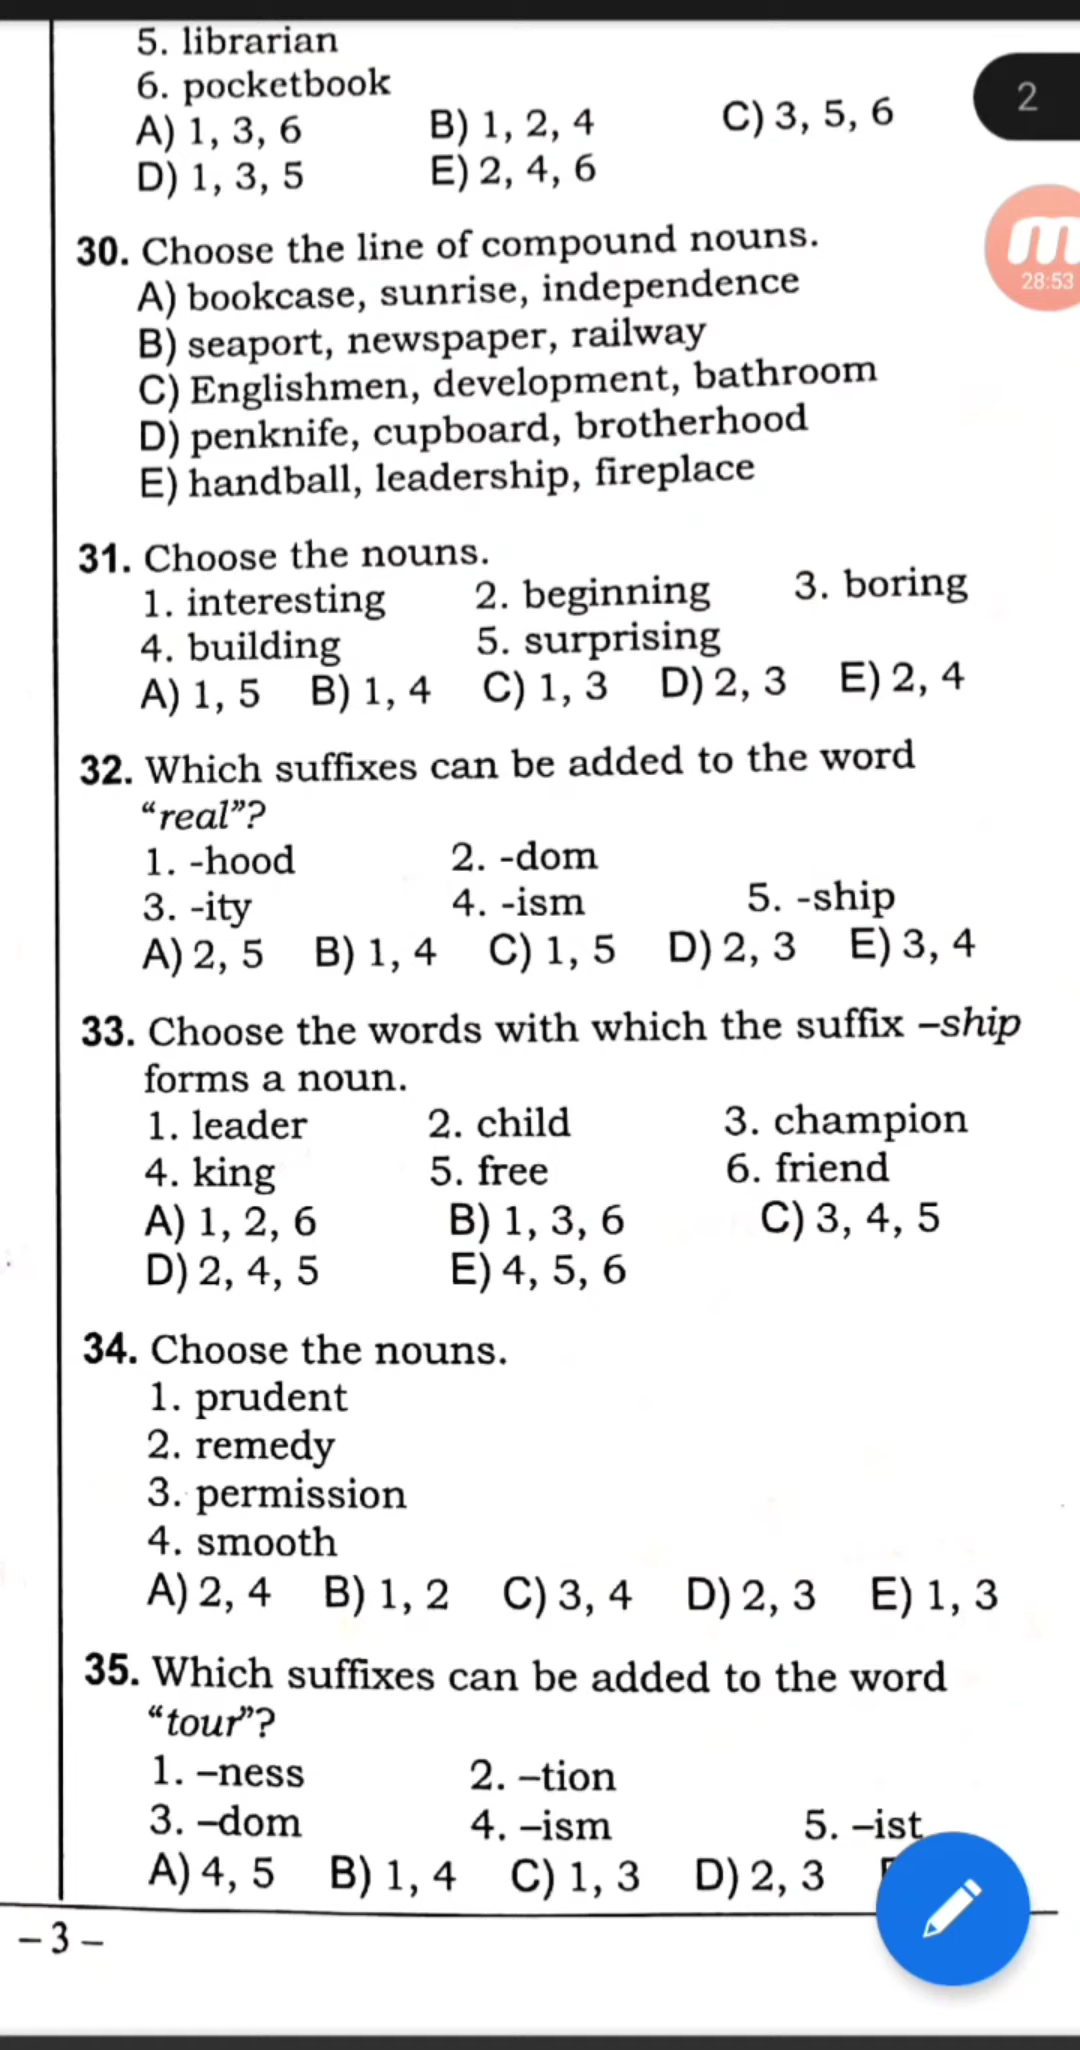 5. librarian
6. pocketbook
A) 1, 3, 6 B) 1, 2, 4 C) 3, 5, 6
D) 1, 3, 5 E) 2, 4, 6
2
30. Choose the line of compound nouns.
A) bookcase, sunrise, independence
B) seaport, newspaper, railway
C) Englishmen, development, bathroom
D) penknife, cupboard, brotherhood
E) handball, leadership, fireplace
28:53
31. Choose the nouns.
1. interesting 2. beginning 3. boring
4. building 5. surprising
A) 1, 5 B) 1, 4 C) 1, 3 D) 2, 3 E) 2, 4
32. Which suffixes can be added to the word
“real”?
1. -hood 2. -dom
3. -ity 4. -ism 5. -ship
A) 2, 5 B) 1, 4 C) 1, 5 D) 2, 3 E) 3, 4
33. Choose the words with which the suffix –ship
forms a noun.
1. leader 2. child 3. champion
4. king 5. free 6. friend
A) 1, 2, 6 B) 1, 3, 6 C) 3, 4, 5
D) 2, 4, 5 E) 4, 5, 6
34. Choose the nouns.
1. prudent
2. remedy
3. permission
4. smooth
A) 2, 4 B) 1, 2 C) 3, 4 D) 2, 3 E) 1, 3
35. Which suffixes can be added to the word
“tour”?
1. –ness 2. –tion
3. –dom 4. –ism 5. –ist
A) 4, 5 B) 1, 4 C) 1, 3 D) 2, 3
– 3 –